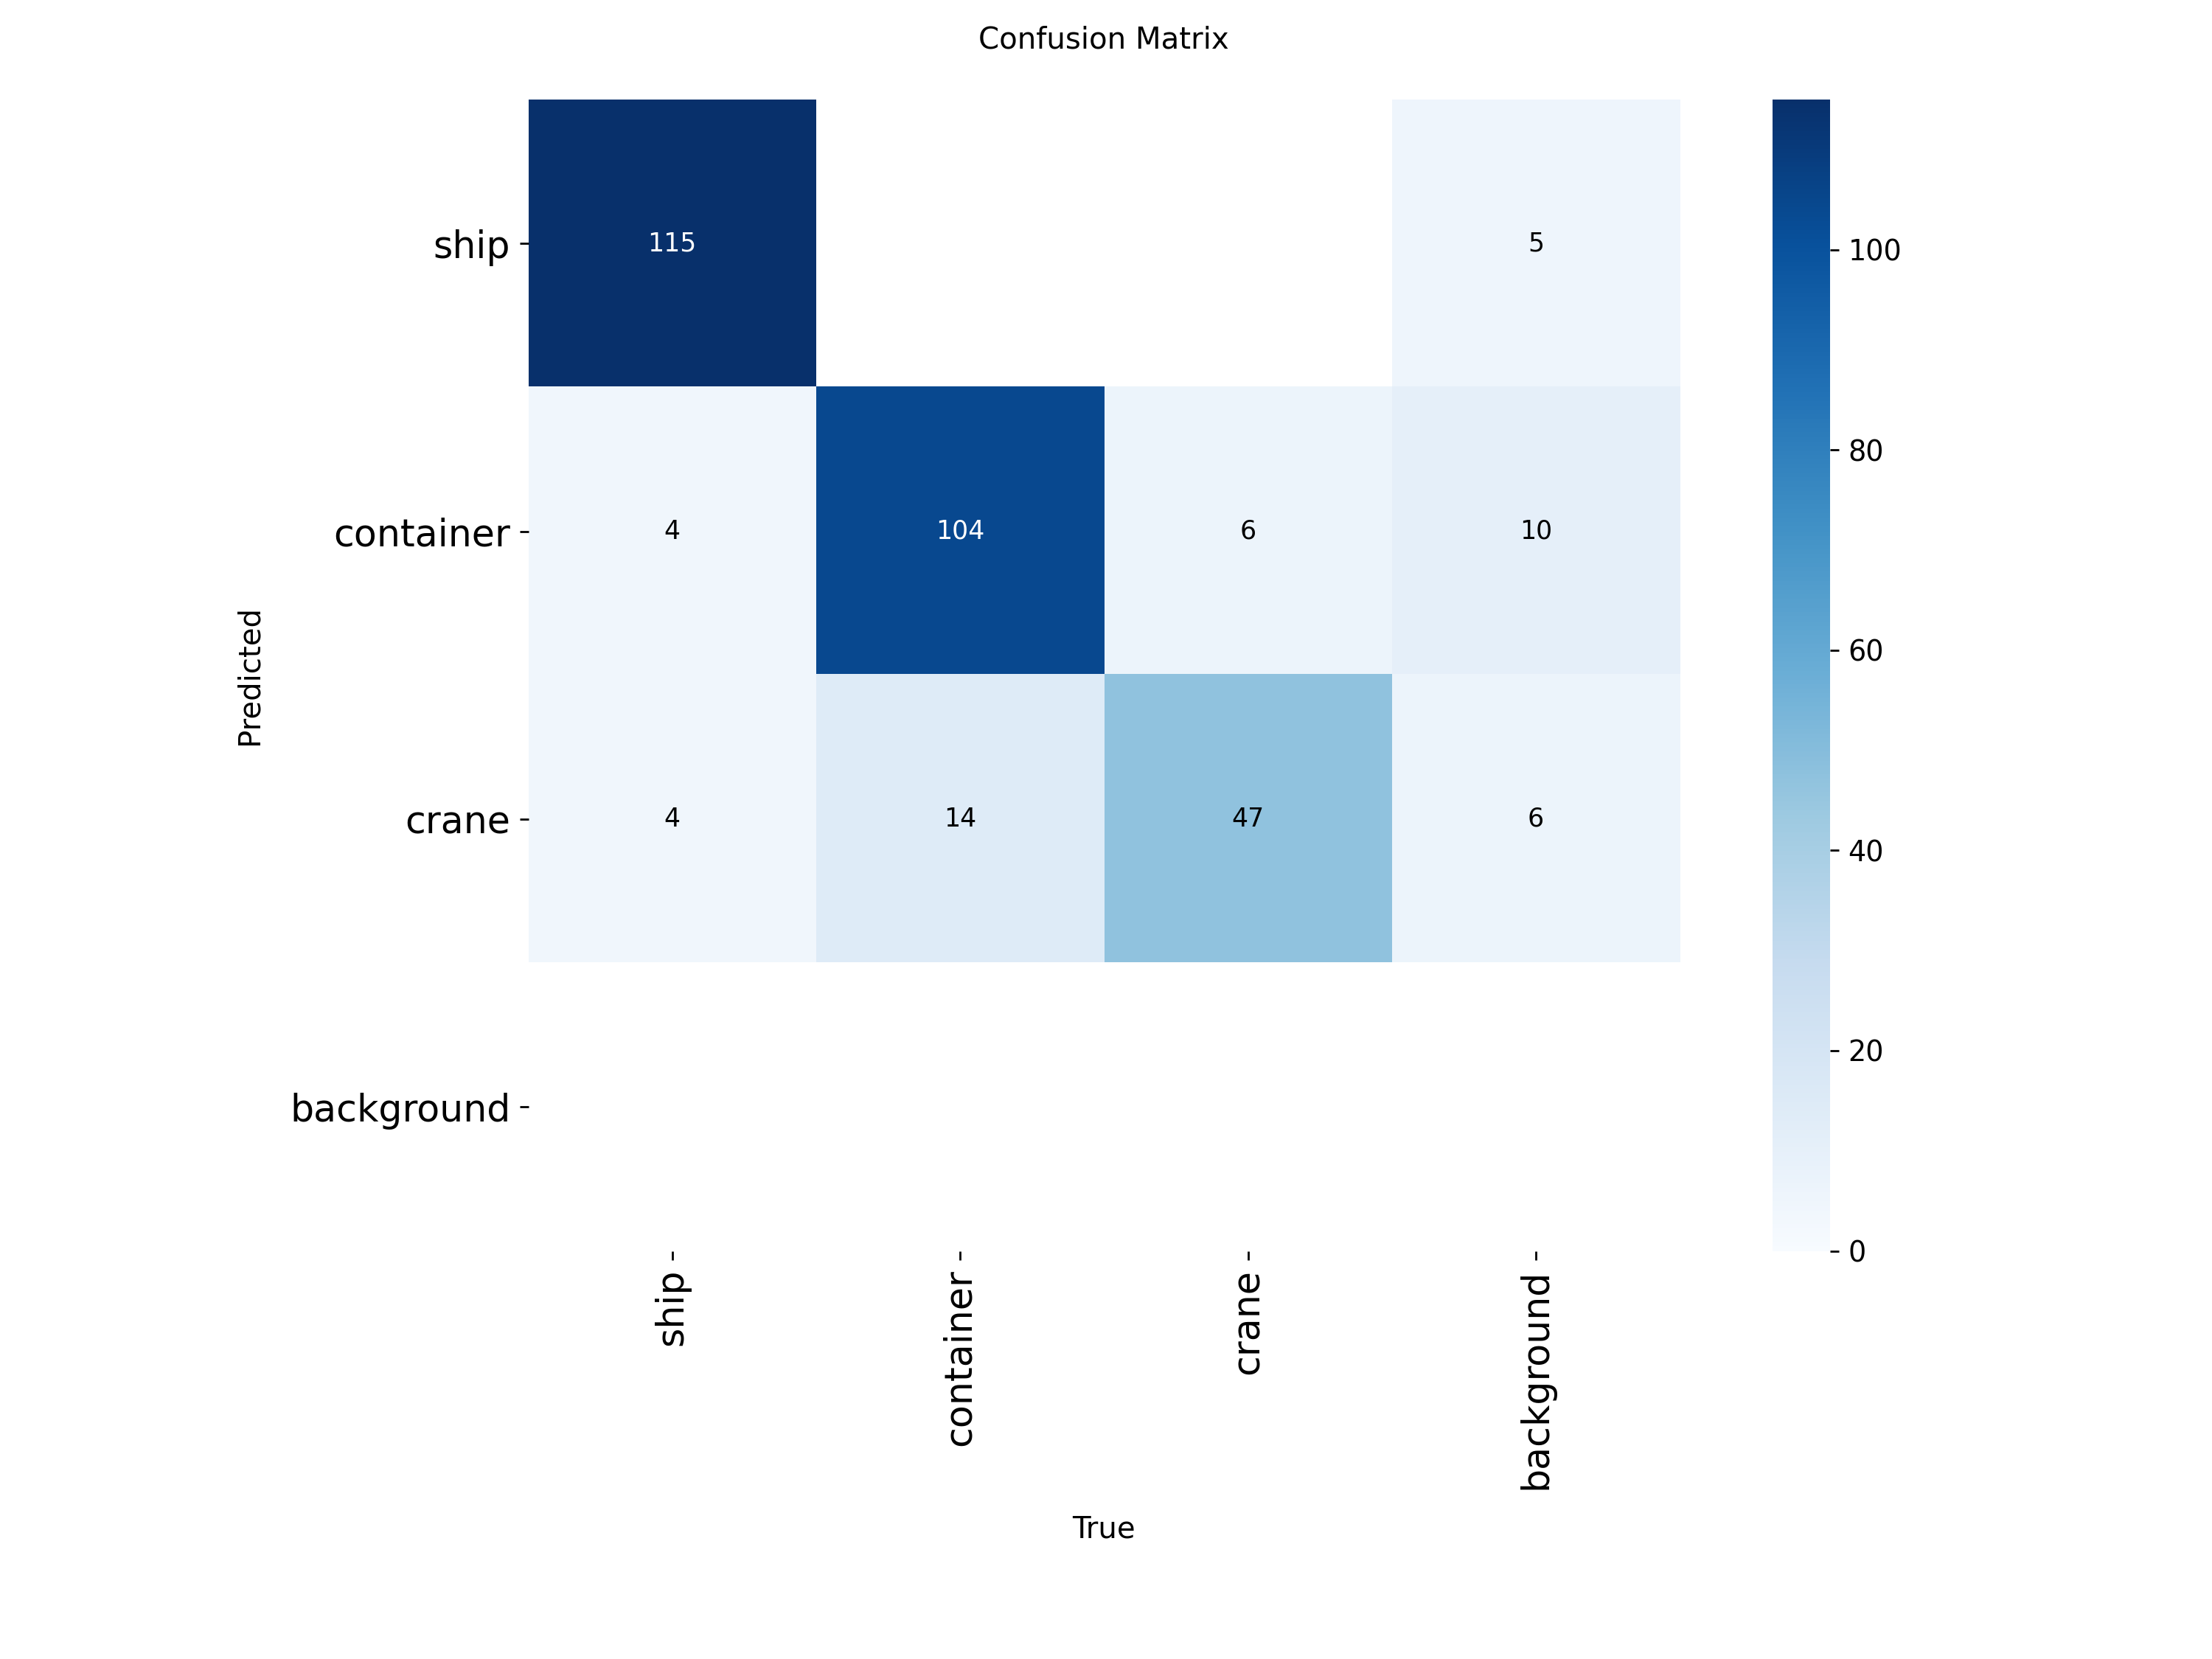 Confusion Matrix
ship
115
5
100
container
4
104
6
10
80
Predicted
60
crane
4
14
47
6
40
background
20
0
ship
container
crane
background
True